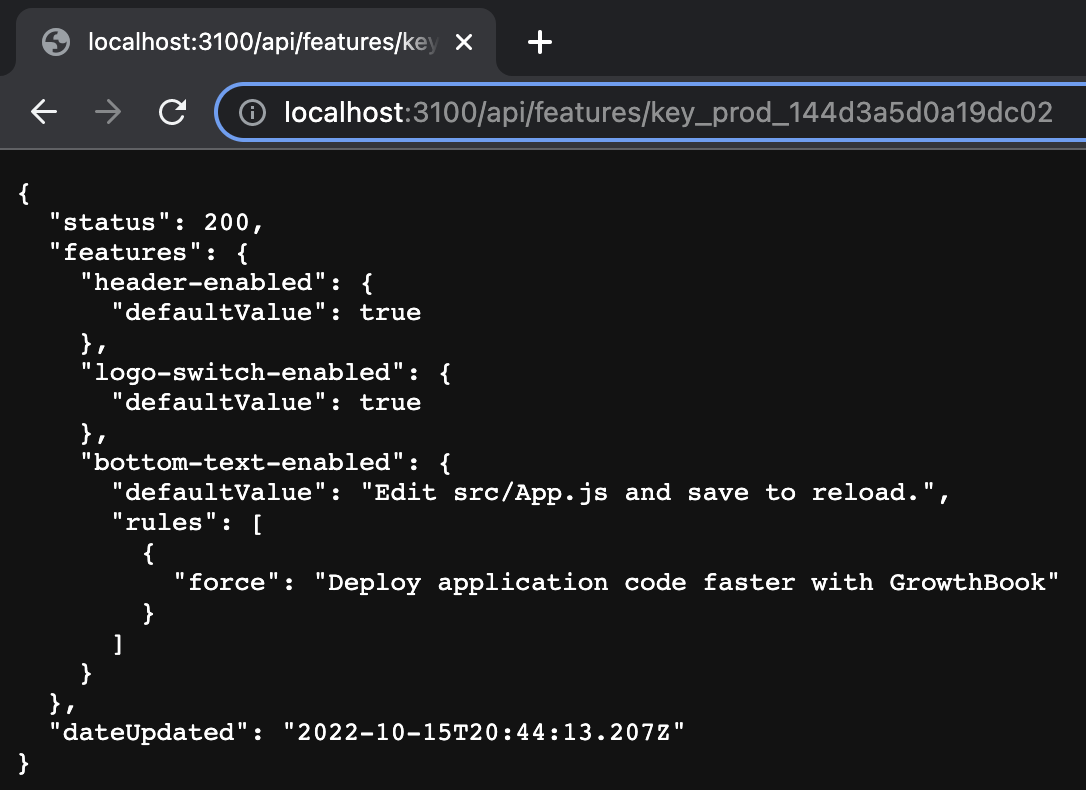 localhost:3100/api/features/key
localhost:3100/api/features/key_prod_144d3a5d0a19dc02
{
  "status": 200,
  "features": {
    "header-enabled": {
      "defaultValue": true
    },
    "logo-switch-enabled": {
      "defaultValue": true
    },
    "bottom-text-enabled": {
      "defaultValue": "Edit src/App.js and save to reload.",
      "rules": [
        {
          "force": "Deploy application code faster with GrowthBook"
        }
      ]
    }
  },
  "dateUpdated": "2022-10-15T20:44:13.207Z"
}